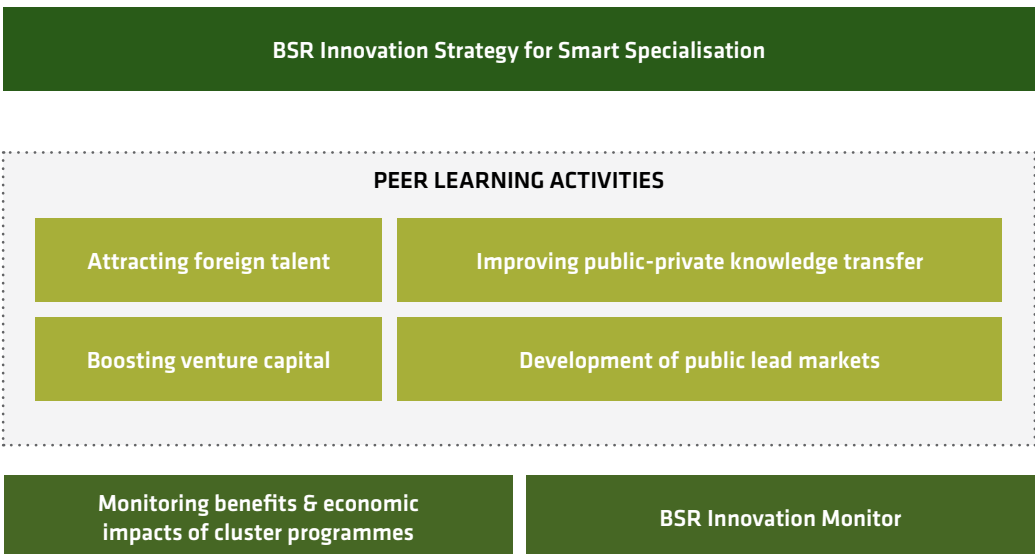 BSR Innovation Strategy for Smart Specialisation
PEER LEARNING ACTIVITIES
Attracting foreign talent
Improving public-private knowledge transfer
Boosting venture capital
Development of public lead markets
Monitoring benefits & economic
impacts of cluster programmes
BSR Innovation Monitor